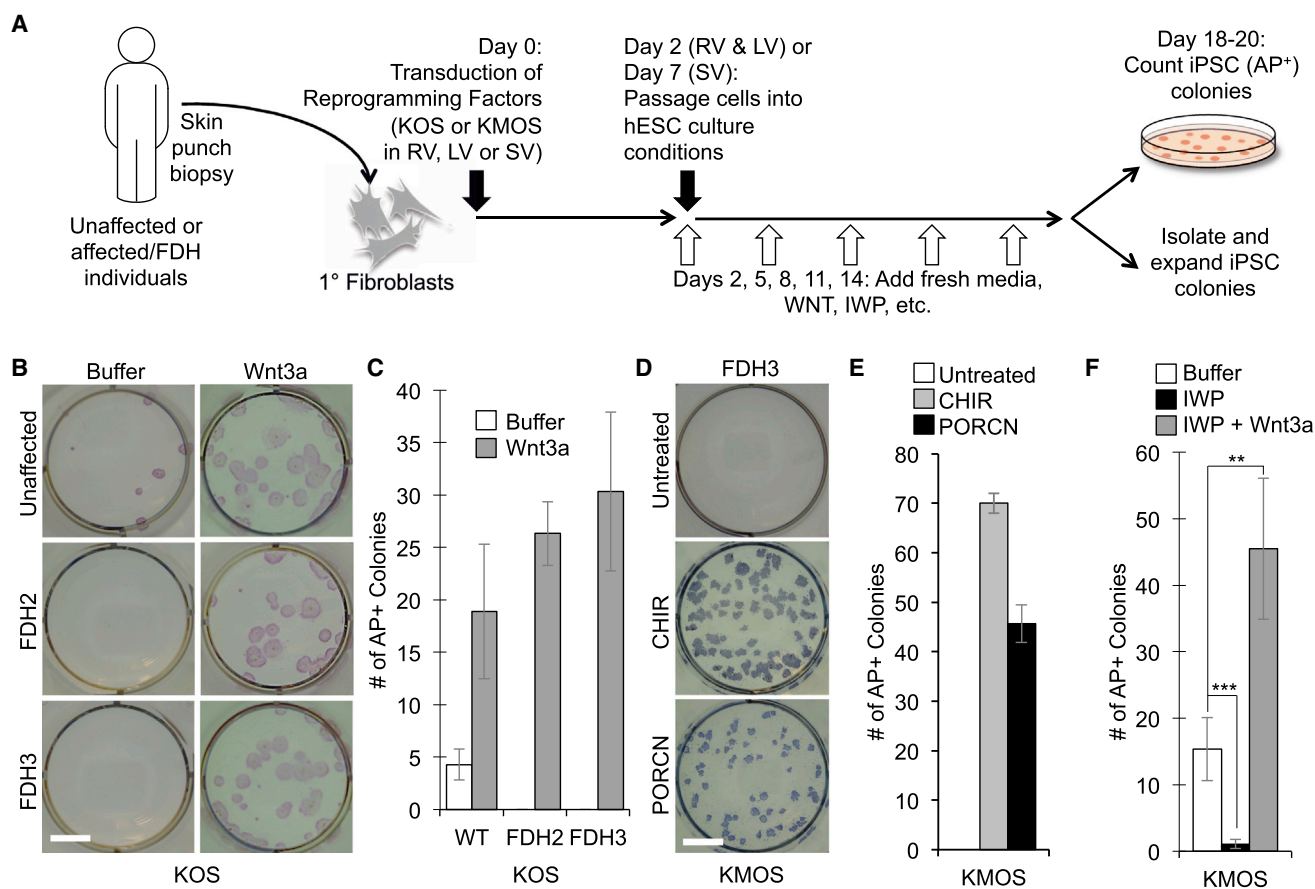 A
Day 0:
Transduction of
Reprogramming Factors
(KOS or KMOS
in RV, LV or SV)
Day 2 (RV & LV) or
Day 7 (SV):
Passage cells into
hESC culture
conditions
Day 18-20:
Count iPSC (AP+)
colonies
Skin
punch
biopsy
Unaffected or
affected/FDH
individuals
1° Fibroblasts
Days 2, 5, 8, 11, 14: Add fresh media,
WNT, IWP, etc.
Isolate and
expand iPSC
colonies
B
Buffer Wnt3a
Unaffected
FDH2
FDH3
KOS
C
# of AP+ Colonies
40
35
30
25
20
15
10
5
0
Buffer
Wnt3a
WT FDH2 FDH3
KOS
D
FDH3
Untreated
CHIR
PORCN
KMOS
E
Untreated
CHIR
PORCN
# of AP+ Colonies
80
70
60
50
40
30
20
10
0
KMOS
F
Buffer
IWP
IWP + Wnt3a
# of AP+ Colonies
60
50
40
30
20
10
0
**
***
KMOS